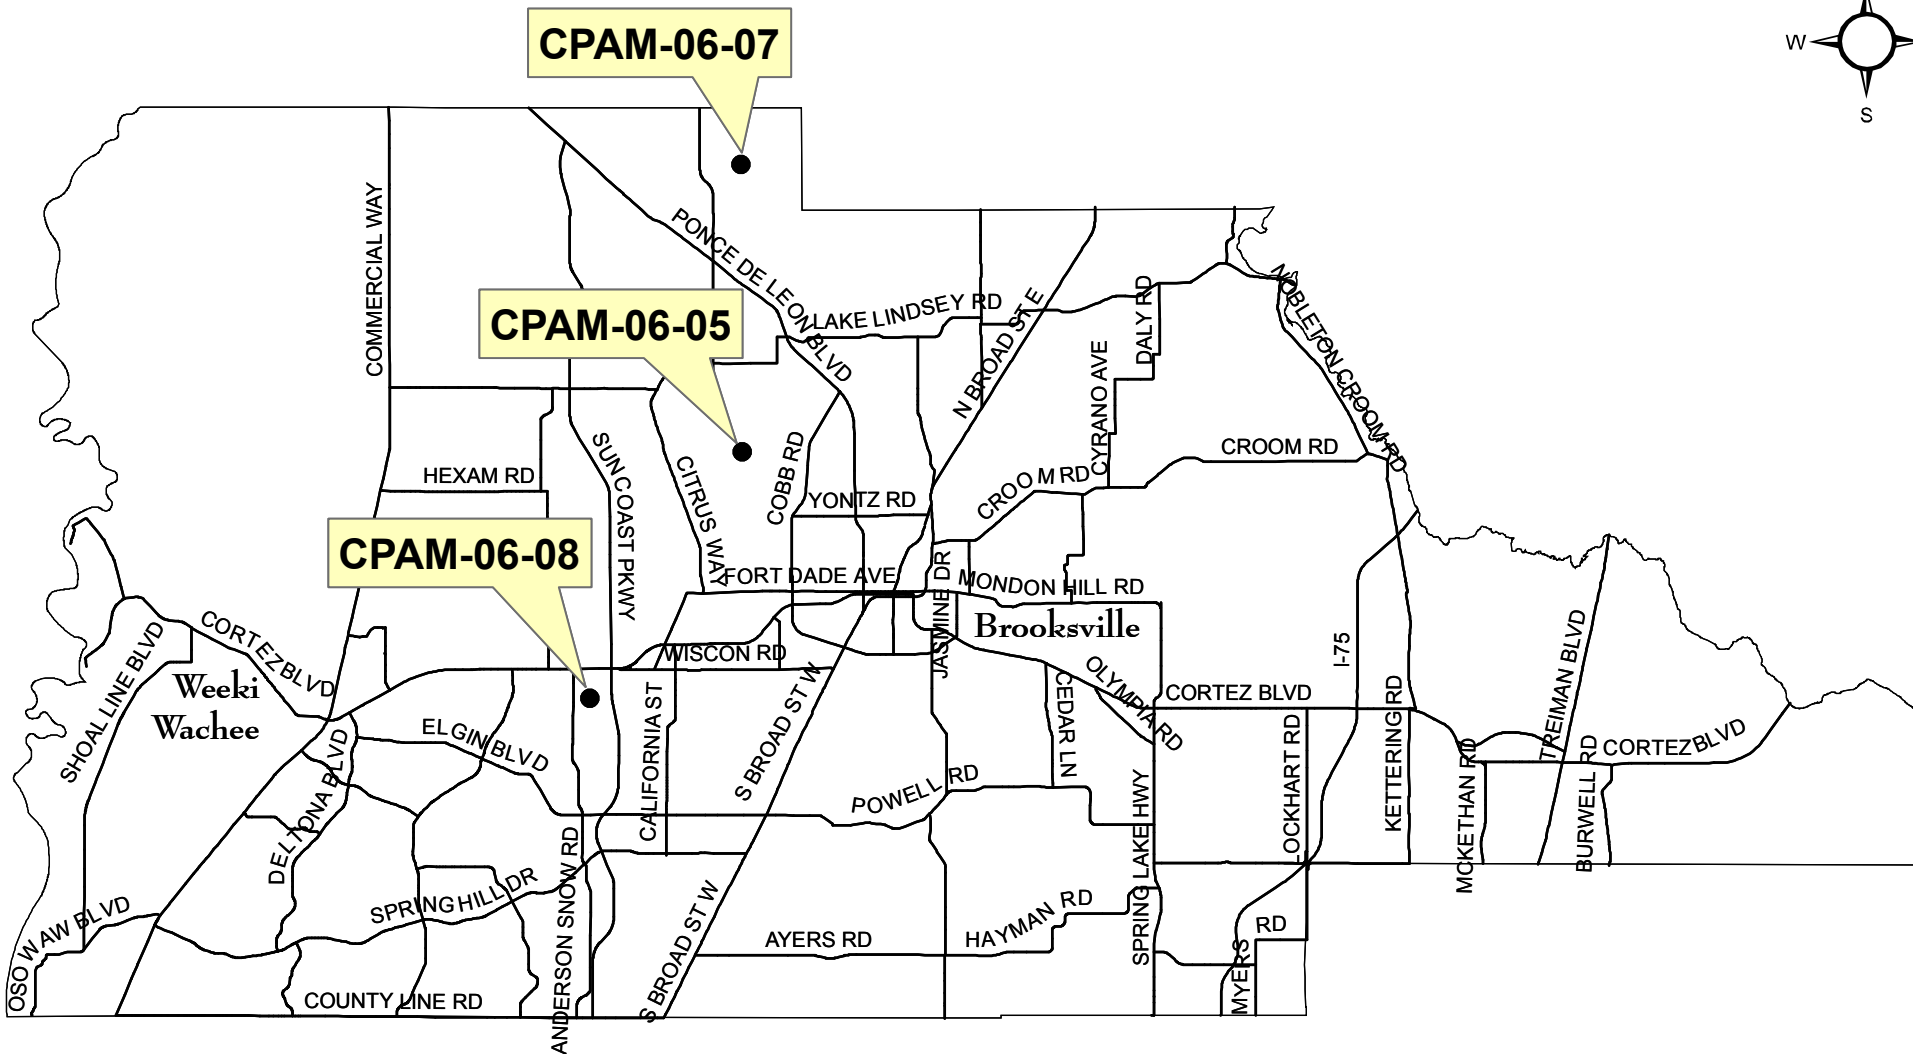 CPAM-06-07
W
S
COMMERCIAL WAY
PONCE DE LEON BLVD
LAKE LINDSEY RD
N BROAD ST E
DALY RD
NOBLETON CROOM RD
CPAM-06-05
CYRANO AVE
CROOM RD
CROOM RD
HEXAM RD
SUNCOAST PKWY
CITRUS WAY
COBB RD
YONTZ RD
CPAM-06-08
FORT DADE AVE
JASMINE DR
MONDON HILL RD
Brooksville
CORTEZ BLVD
SHOAL LINE BLVD
Weeki
Wachee
WISCON RD
I-75
TREIMAN BLVD
OLYMPIA RD
CEDAR LN
CORTEZ BLVD
KETTERING RD
LOCKHART RD
CALIFORNIA ST
S BROAD ST W
ELGIN BLVD
DELTONA BLVD
POWELL RD
SPRING LAKE HWY
MCKETHAN RD
BURWELL RD
CORTEZ BLVD
SPRING HILL DR
ANDERSON SNOW RD
S BROAD ST W
AYERS RD
HAYMAN RD
MYERS RD
OSOWAW BLVD
COUNTY LINE RD